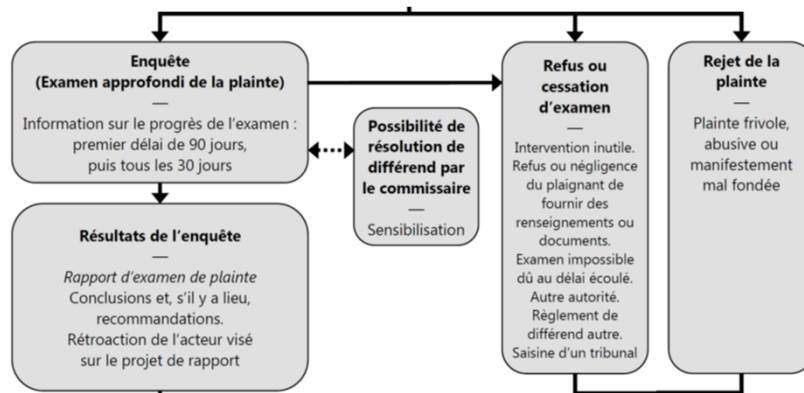 Enquête
(Examen approfondi de la plainte)
—
Information sur le progrès de l'examen :
premier délai de 90 jours,
puis tous les 30 jours
Résultats de l'enquête
—
Rapport d'examen de plainte
Conclusions et, s'il y a lieu,
recommandations.
Rétroaction de l'acteur visé
sur le projet de rapport
Possibilité de
résolution de
différend par
le commissaire
—
Sensibilisation
Refus ou
cessation
d'examen
—
Intervention inutile.
Refus ou négligence
du plaignant de
fournir des
renseignements ou
documents.
Examen impossible
dû au délai écoulé.
Autre autorité.
Règlement de
différend autre.
Saisine d'un tribunal
Rejet de la
plainte
—
Plainte frivole,
abusive ou
manifestement
mal fondée